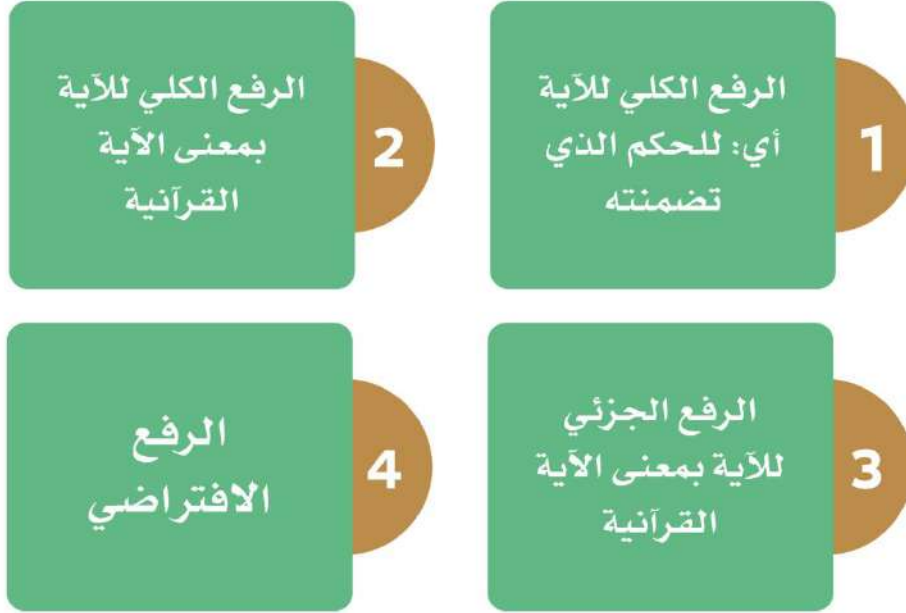 1
الرفع الكلي للآية
أي: للحكم الذي
تضمنته
2
الرفع الكلي للآية
بمعنى الآية
القرآنية
3
الرفع الجزئي
للآية بمعنى الآية
القرآنية
4
الرفع
الافتراضي